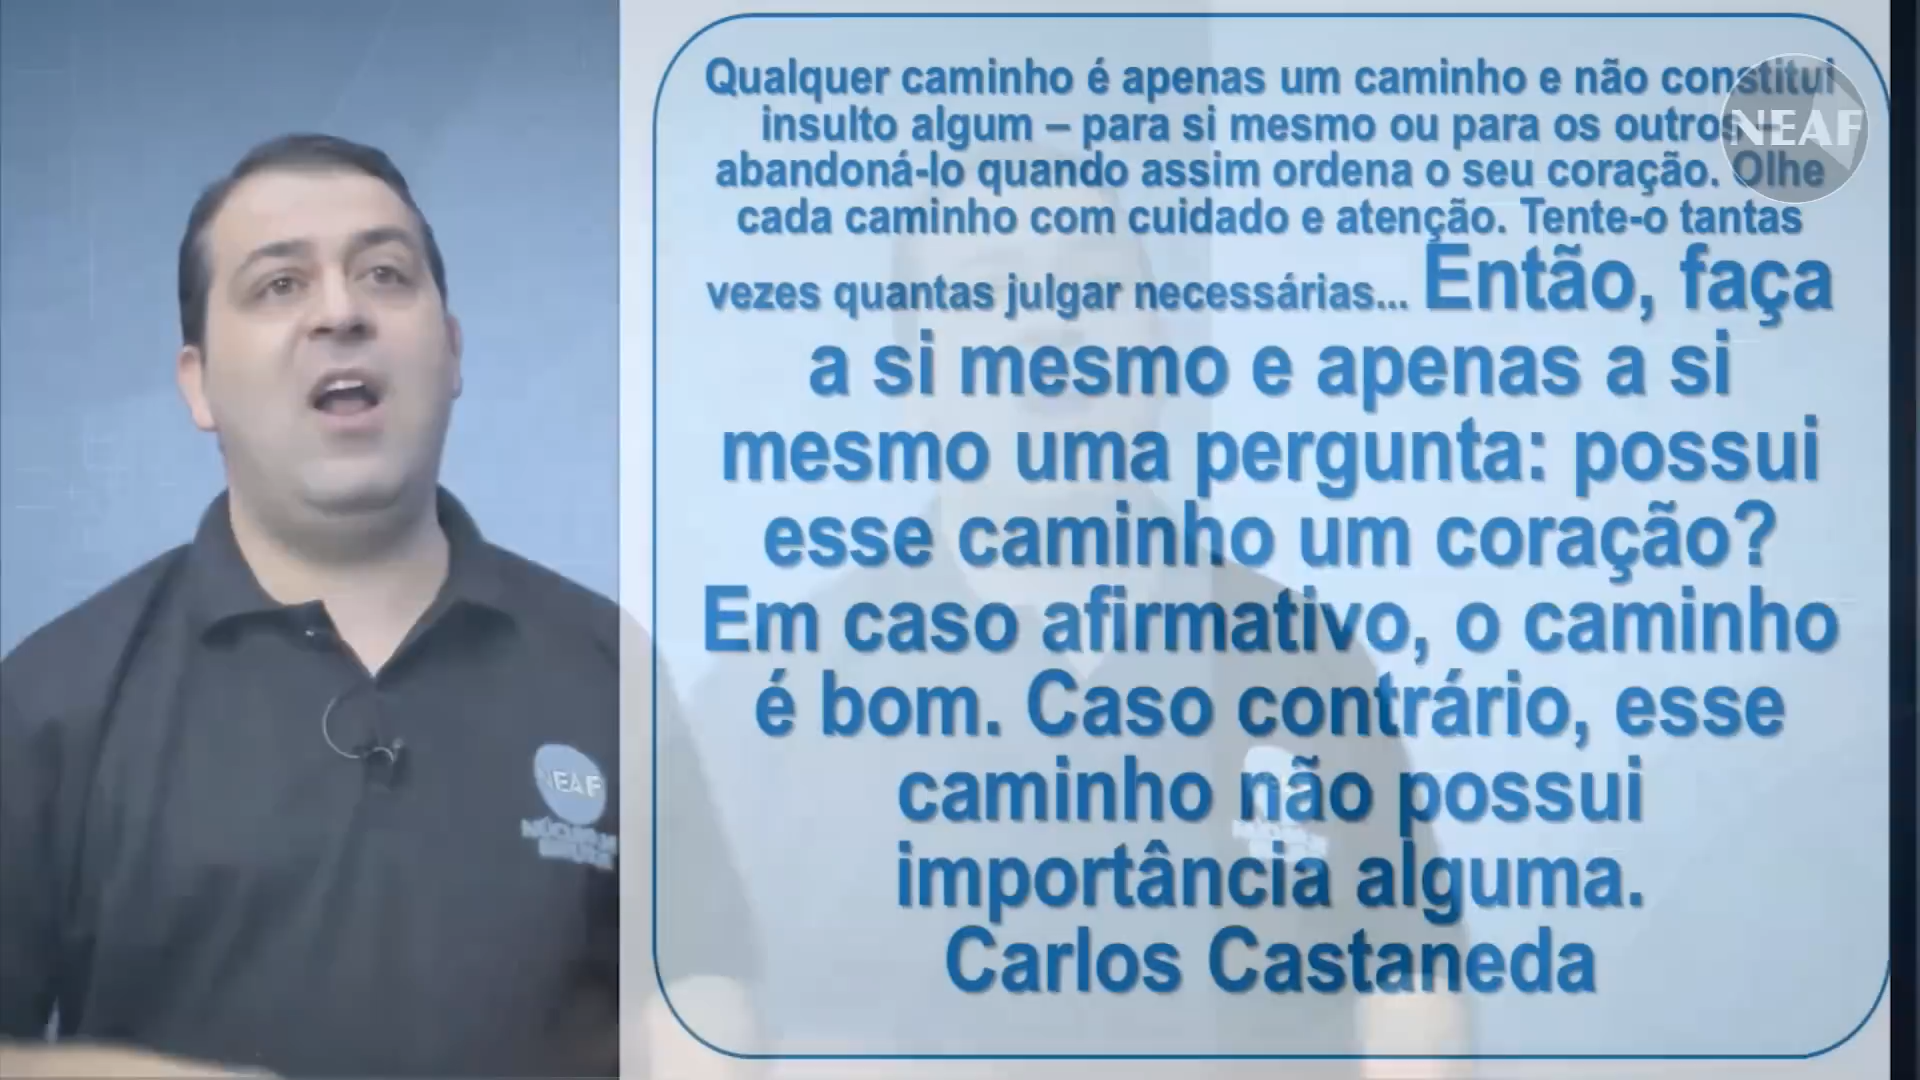 Qualquer caminho é apenas um caminho e não constitui
insulto algum – para si mesmo ou para os outros –
abandoná-lo quando assim ordena o seu coração. Olhe
cada caminho com cuidado e atenção. Tente-o tantas
vezes quantas julgar necessárias... Então, faça
a si mesmo e apenas a si
mesmo uma pergunta: possui
esse caminho um coração?
Em caso afirmativo, o caminho
é bom. Caso contrário, esse
caminho não possui
importância alguma.
Carlos Castaneda
NEAF
NEAF